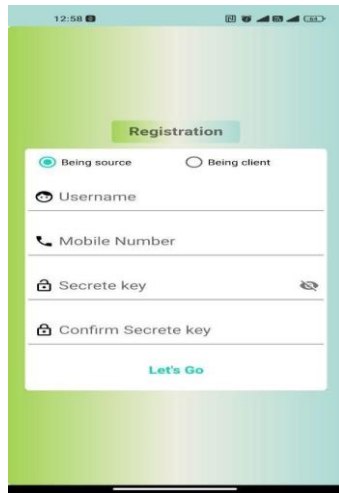 12:58
Registration
Being source Being client
Username
Mobile Number
Secrete key
Confirm Secrete key
Let's Go